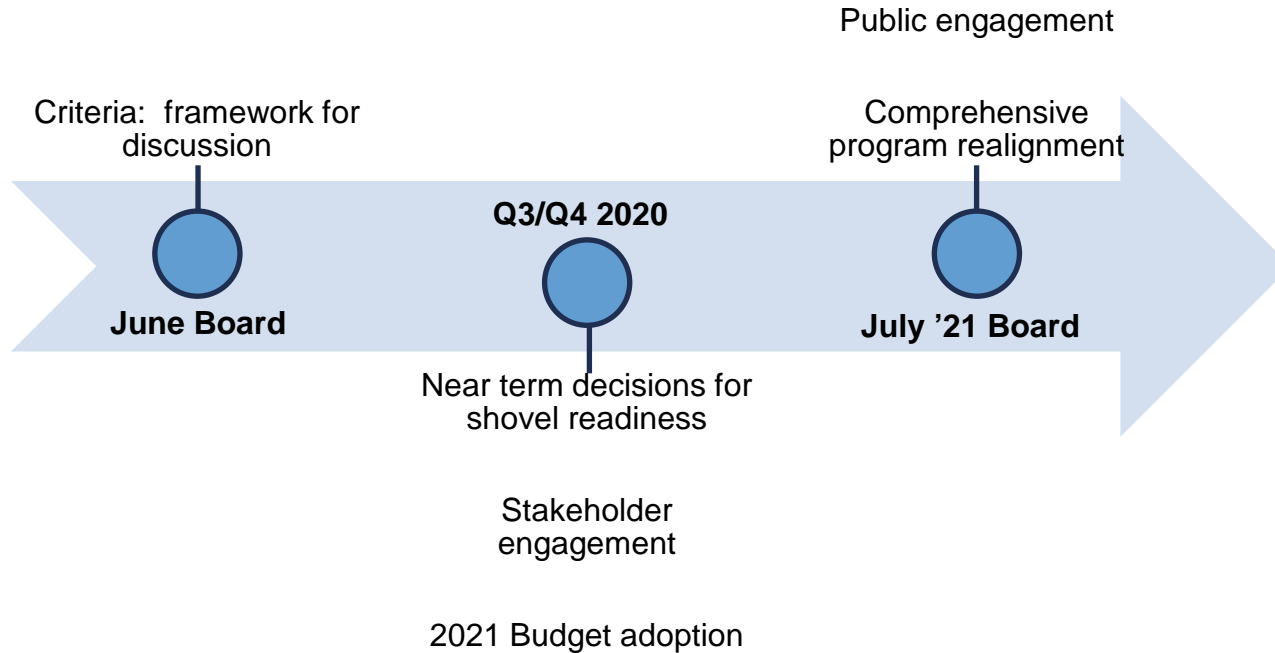 Public engagement
Criteria:  framework for
discussion
Comprehensive
program realignment
Q3/Q4 2020
June Board
July ’21 Board
Near term decisions for
shovel readiness
Stakeholder
engagement
2021 Budget adoption